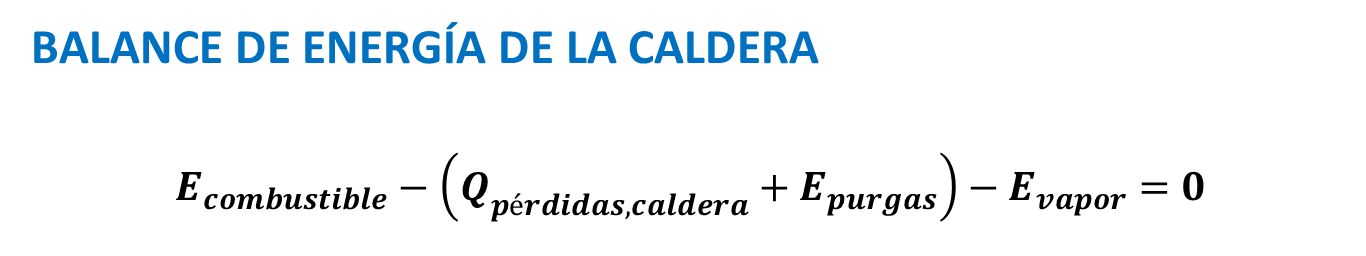 BALANCE DE ENERGÍA DE LA CALDERA
E_combustible − (Q_pérdidas,caldera + E_purgas) − E_vapor = 0